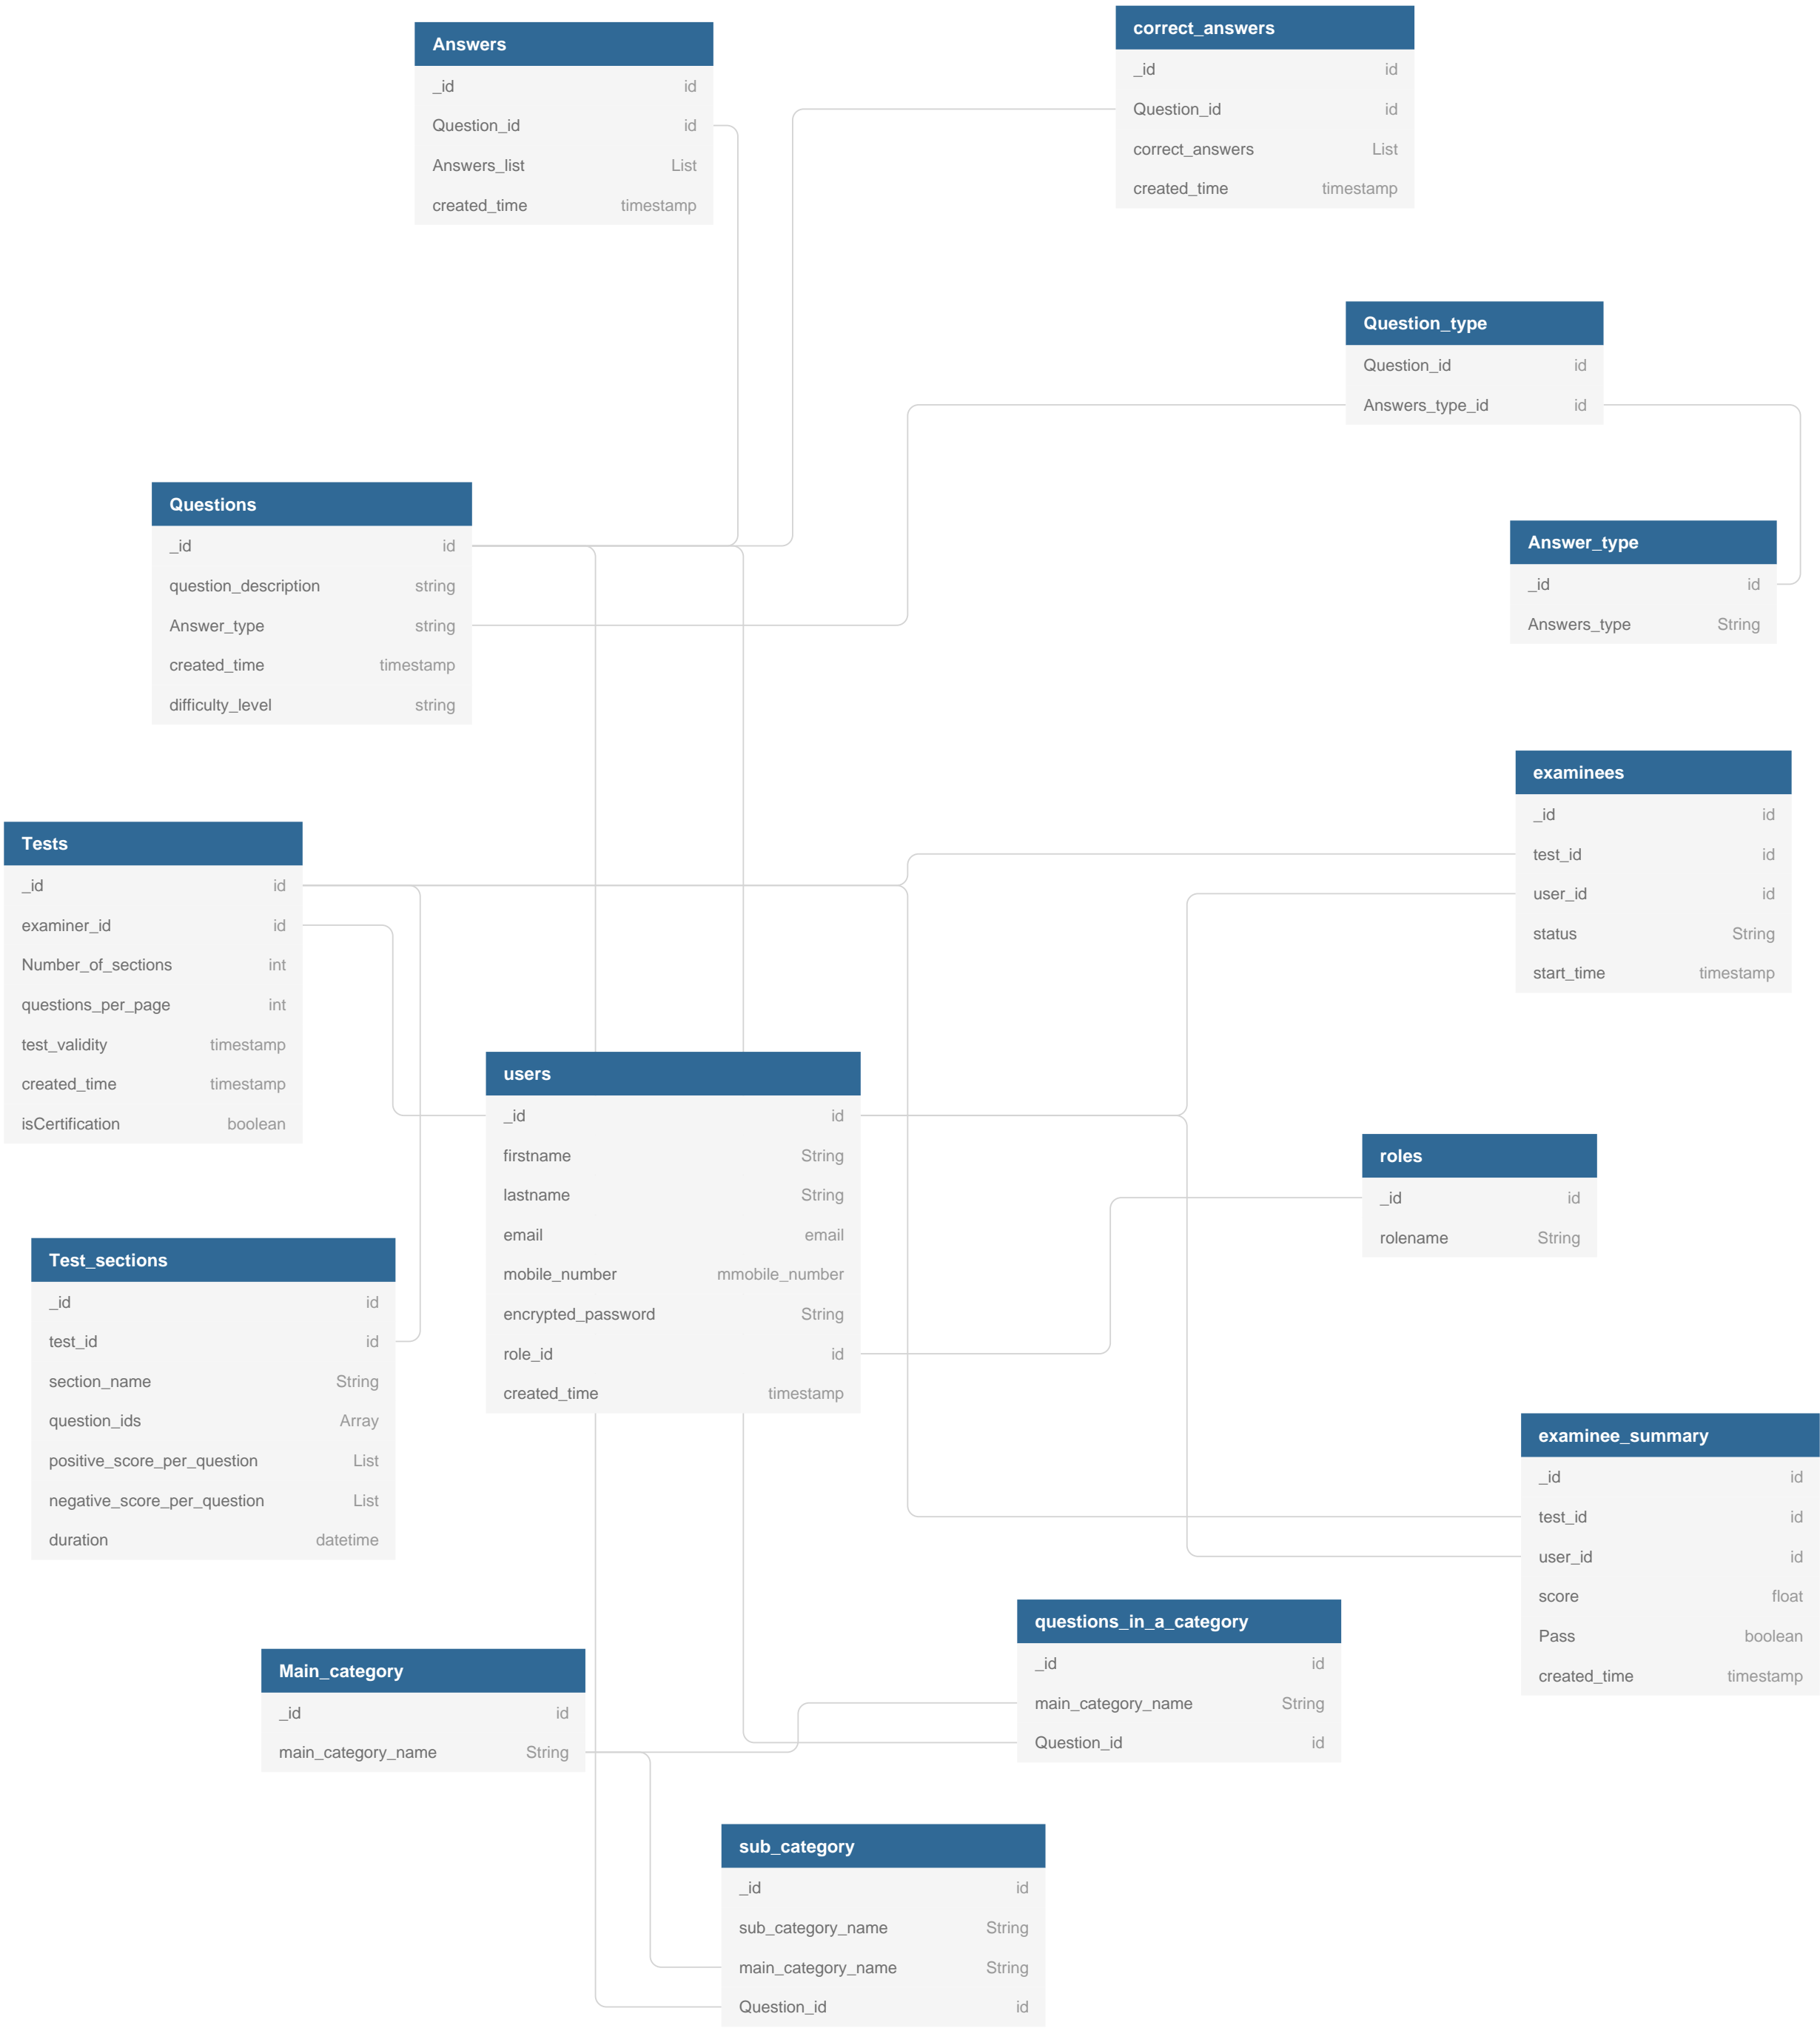 Answers
_id id
Question_id id
Answers_list List
created_time timestamp
correct_answers
_id id
Question_id id
correct_answers List
created_time timestamp
Question_type
Question_id id
Answers_type_id id
Questions
_id id
question_description string
Answer_type string
created_time timestamp
difficulty_level string
Answer_type
_id id
Answers_type String
examinees
_id id
test_id id
user_id id
status String
start_time timestamp
Tests
_id id
examiner_id id
Number_of_sections int
questions_per_page int
test_validity timestamp
created_time timestamp
isCertification boolean
users
_id id
firstname String
lastname String
email email
mobile_number mmobile_number
encrypted_password String
role_id id
created_time timestamp
roles
_id id
rolename String
Test_sections
_id id
test_id id
section_name String
question_ids Array
positive_score_per_question List
negative_score_per_question List
duration datetime
examinee_summary
_id id
test_id id
user_id id
score float
Pass boolean
created_time timestamp
questions_in_a_category
_id id
main_category_name String
Question_id id
Main_category
_id id
main_category_name String
sub_category
_id id
sub_category_name String
main_category_name String
Question_id id